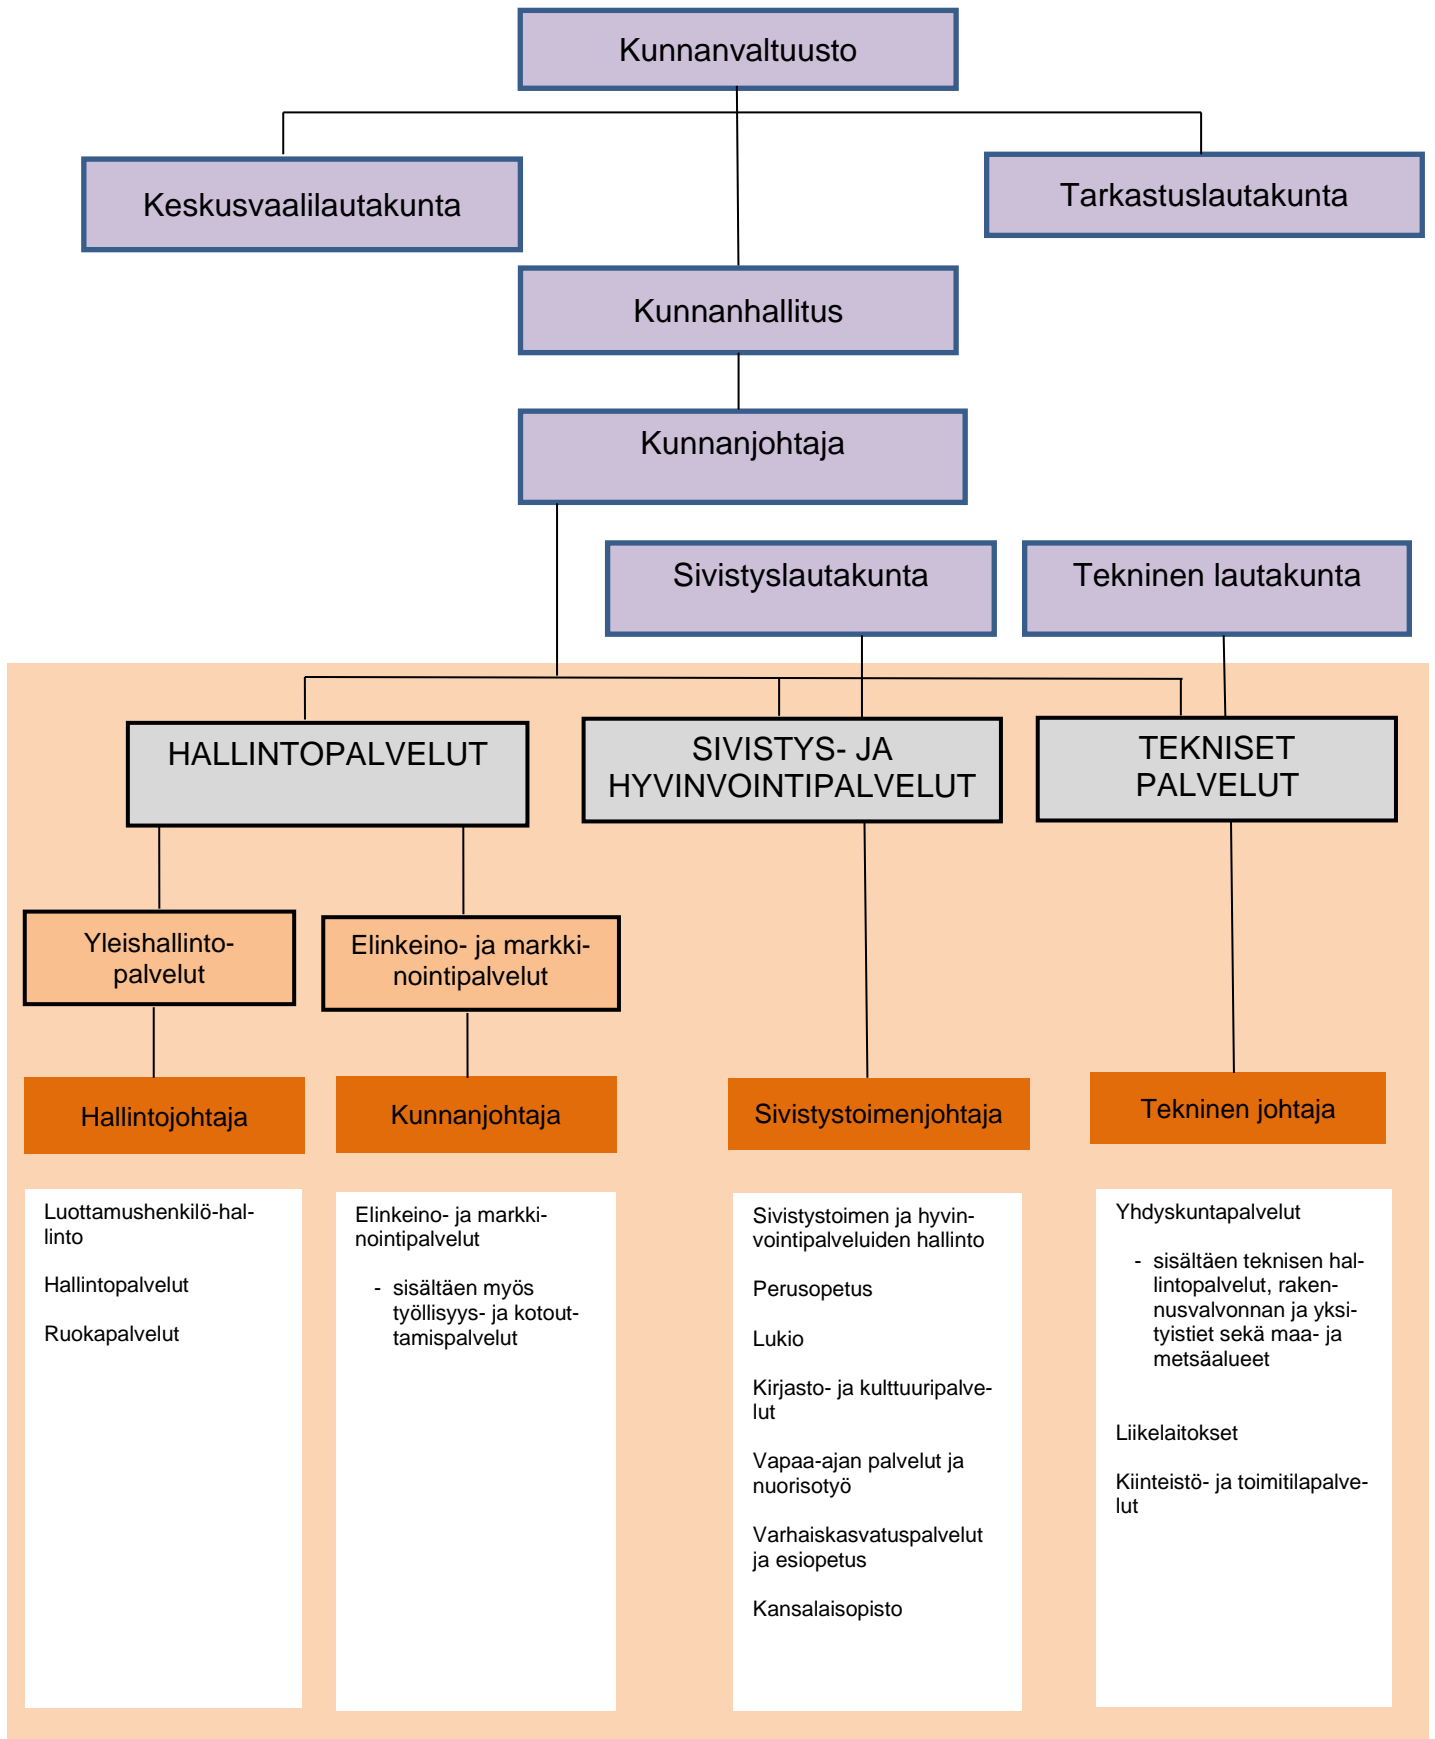 Kunnanvaltuusto
Keskusvaalilautakunta
Tarkastuslautakunta
Kunnanhallitus
Kunnanjohtaja
Sivistyslautakunta
Tekninen lautakunta
HALLINTOPALVELUT
SIVISTYS- JA
HYVINVOINTIPALVELUT
TEKNISET
PALVELUT
Yleishallinto-
palvelut
Elinkeino- ja markki-
nointipalvelut
Hallintojohtaja
Kunnanjohtaja
Sivistystoimenjohtaja
Tekninen johtaja
Luottamushenkilö-hal-
linto
Hallintopalvelut
Ruokapalvelut
Elinkeino- ja markki-
nointipalvelut
- sisältäen myös
työllisyys- ja kotout-
tamispalvelut
Sivistystoimen ja hyvin-
vointipalveluiden hallinto
Perusopetus
Lukio
Kirjasto- ja kulttuuripalve-
lut
Vapaa-ajan palvelut ja
nuorisotyö
Varhaiskasvatuspalvelut
ja esiopetus
Kansalaisopisto
Yhdyskuntapalvelut
- sisältäen teknisen hal-
lintopalvelut, raken-
nusvalvonnan ja yksi-
tyistiet sekä maa- ja
metsäalueet
Liikelaitokset
Kiinteistö- ja toimitilapalve-
lut